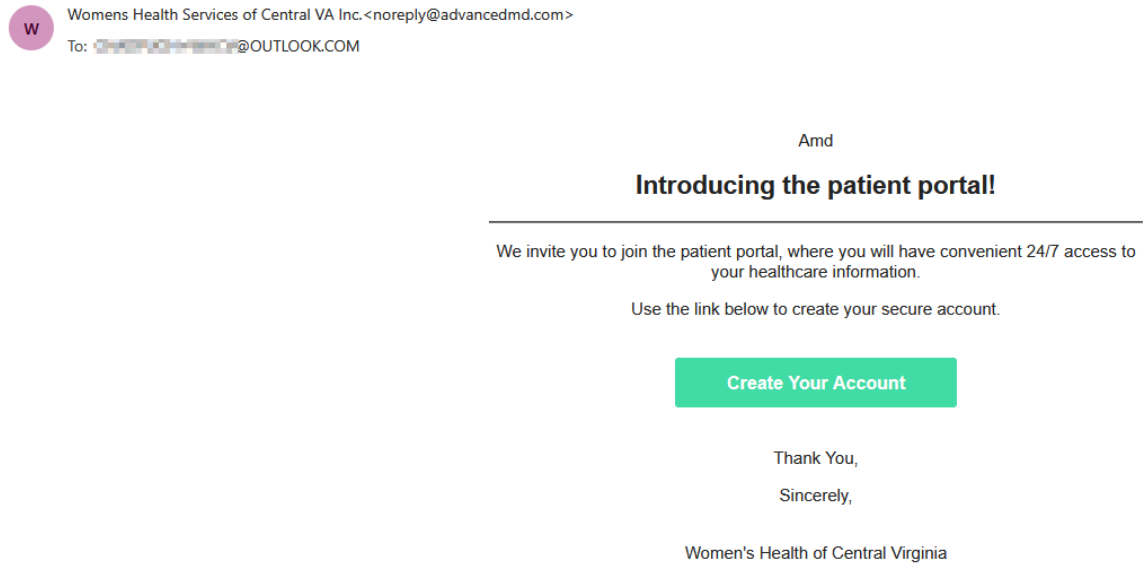 W
Womens Health Services of Central VA Inc.<noreply@advancedmd.com>
To: @OUTLOOK.COM
Amd
Introducing the patient portal!
We invite you to join the patient portal, where you will have convenient 24/7 access to
your healthcare information.
Use the link below to create your secure account.
Create Your Account
Thank You,
Sincerely,
Women's Health of Central Virginia